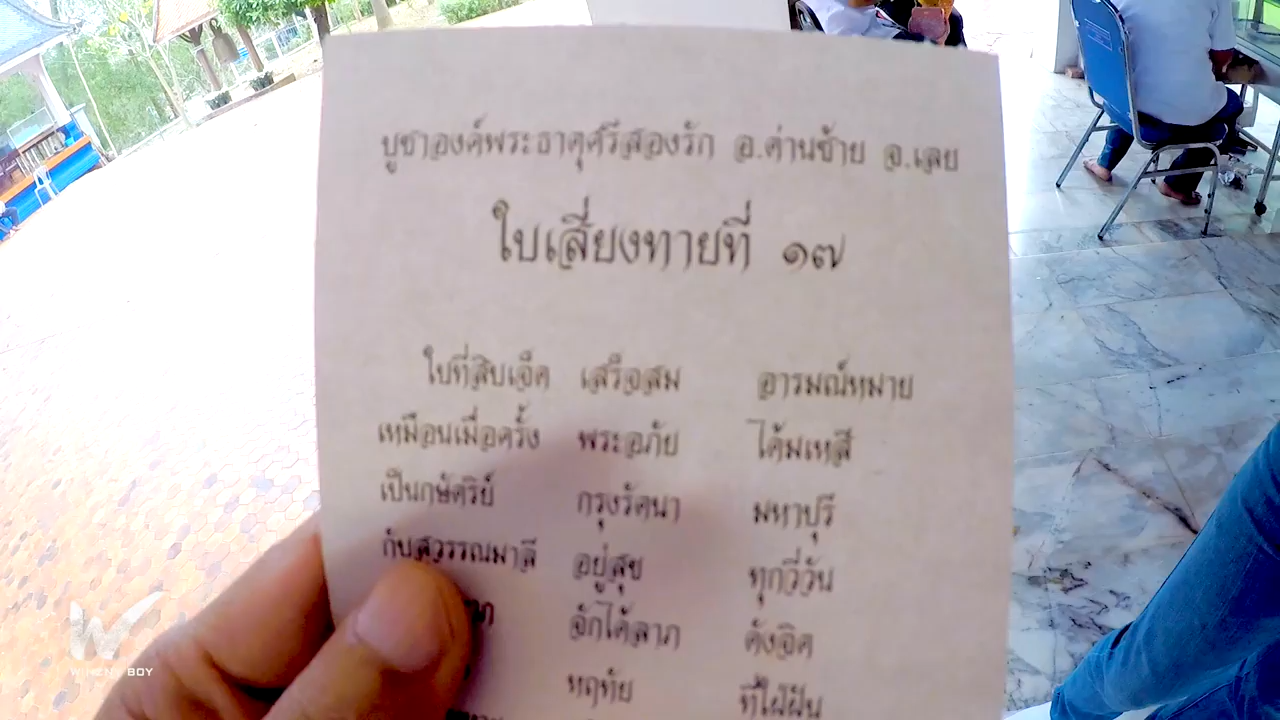 บูชาองค์พระธาตุศรีสองรัก อ.ด่านซ้าย จ.เลย
ใบเสี่ยงทายที่ ๑๗
ใบที่สิบเจ็ด เสร็จสม อารมณ์หมาย
เหมือนเมื่อครั้ง พระอภัย ได้มเหสี
เป็นกษัตริย์ กรุงรัตนา มหาบุรี
กับสุวรรณมาลี อยู่สุข ทุกวี่วัน
จักได้ลาภ ดังจิต
หฤทัย ที่ใฝ่ฝัน
WINENY BOY